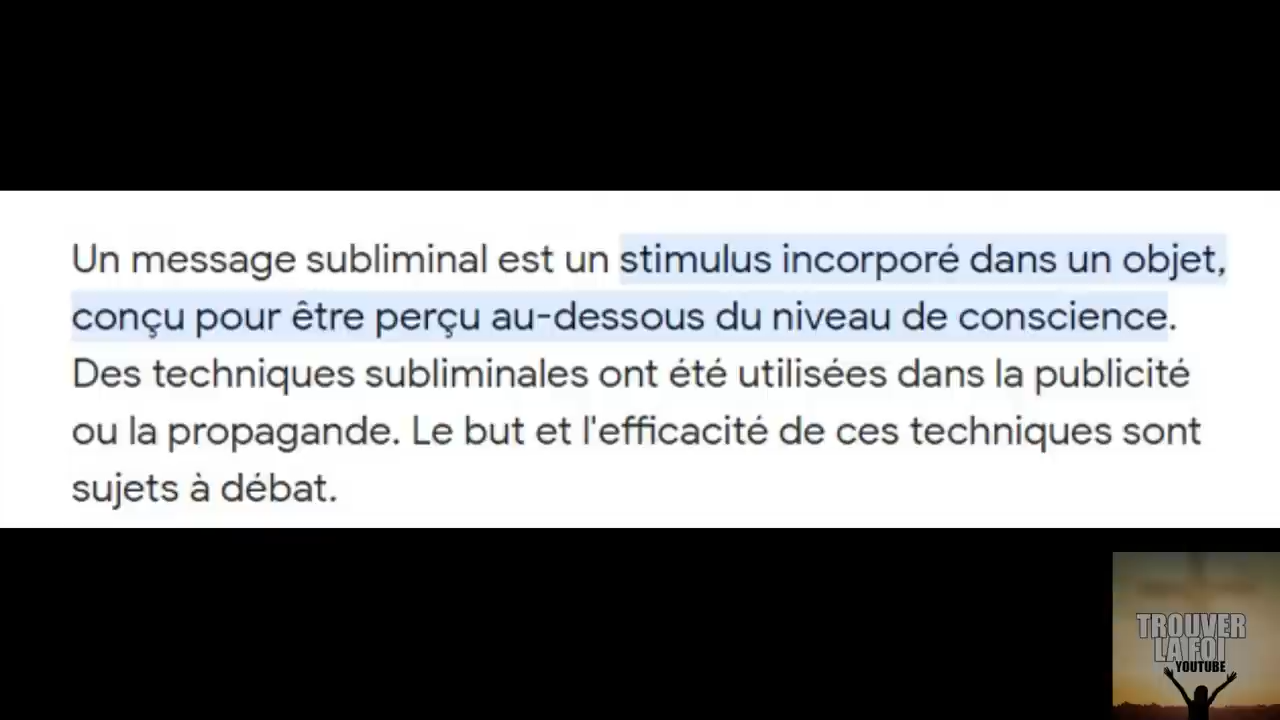 Un message subliminal est un stimulus incorporé dans un objet,
conçu pour être perçu au-dessous du niveau de conscience.
Des techniques subliminales ont été utilisées dans la publicité
ou la propagande. Le but et l'efficacité de ces techniques sont
sujets à débat.
TROUVER
LA FOI
YOUTUBE